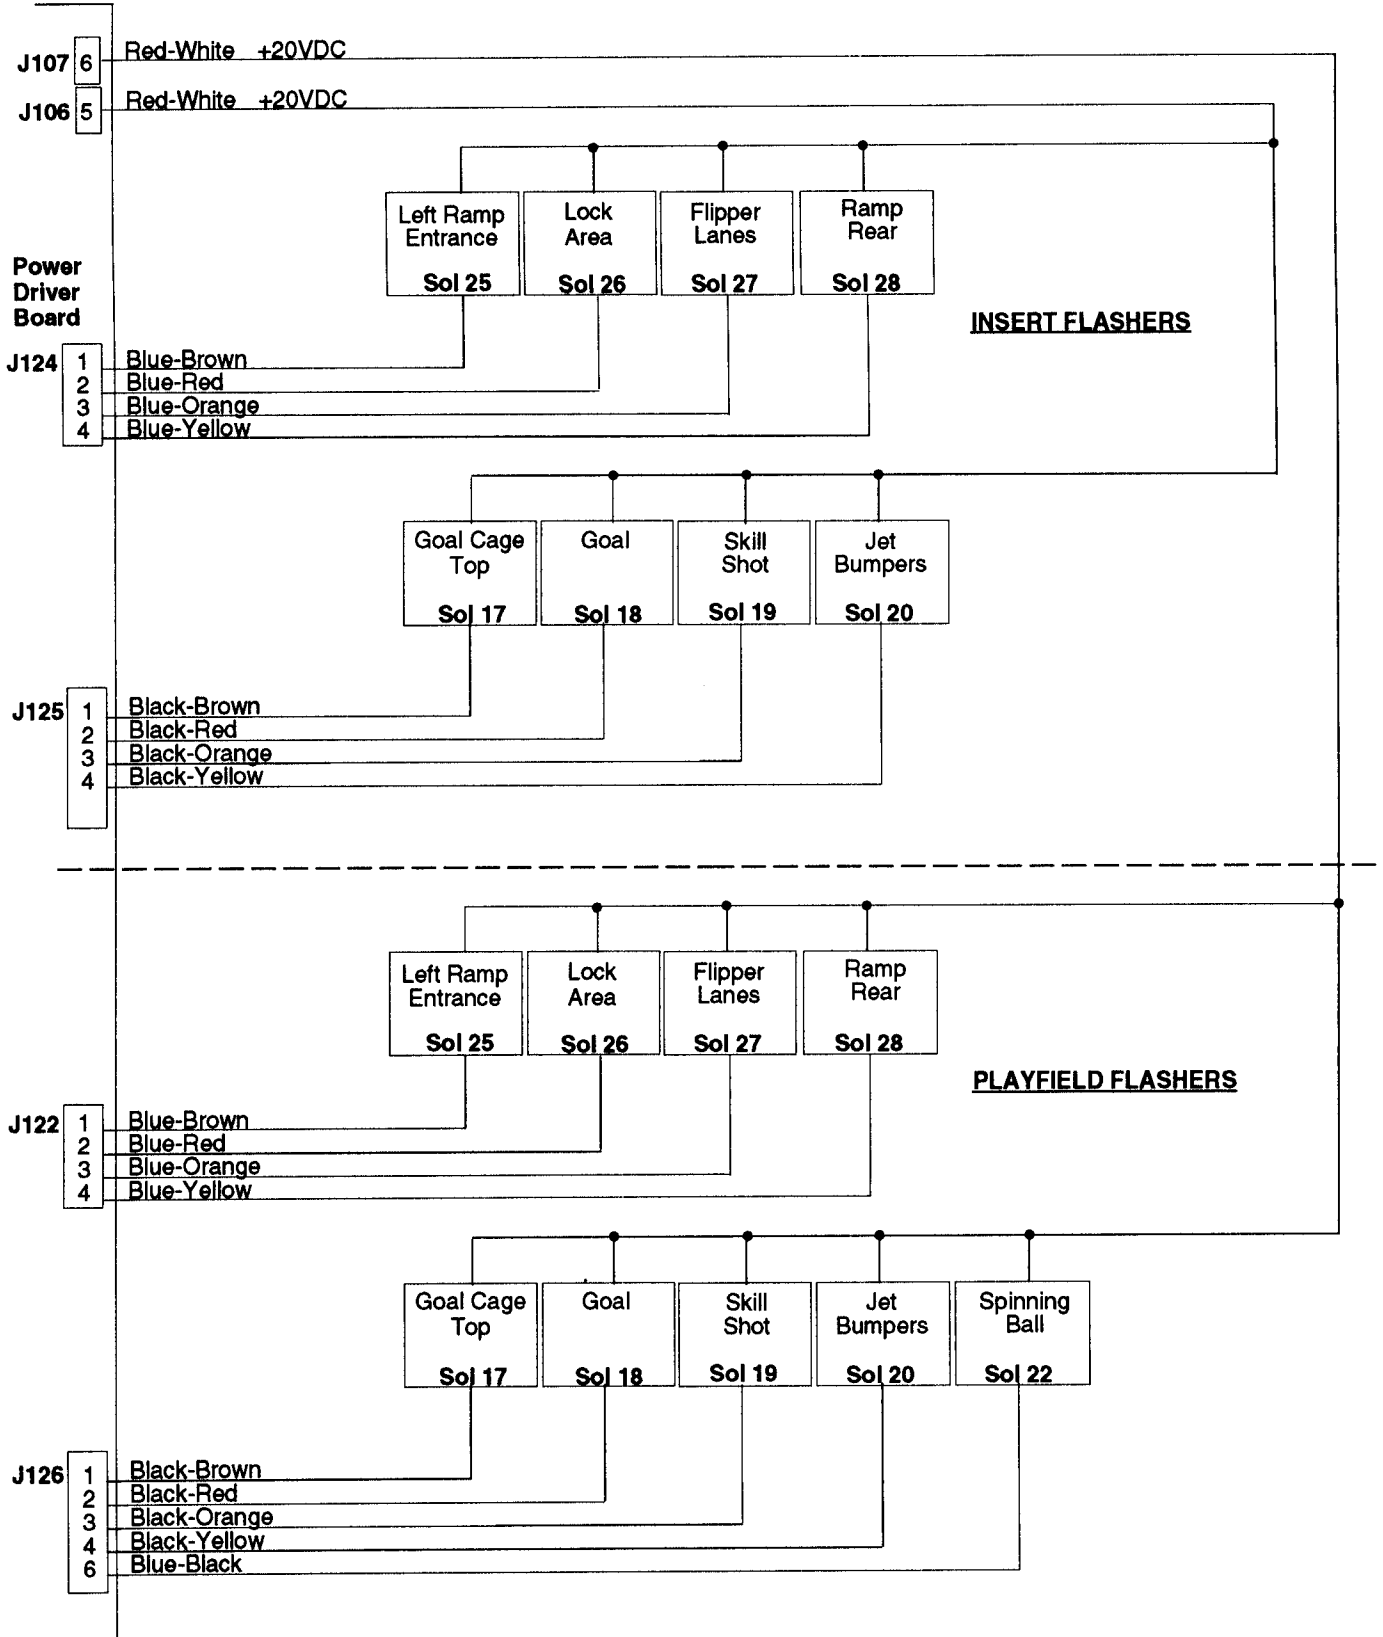 J107 6 Red-White +20VDC
J106 5 Red-White +20VDC
Left Ramp
Entrance
Sol 25
Lock
Area
Sol 26
Flipper
Lanes
Sol 27
Ramp
Rear
Sol 28
Power
Driver
Board
INSERT FLASHERS
J124 1 Blue-Brown
2 Blue-Red
3 Blue-Orange
4 Blue-Yellow
Goal Cage
Top
Sol 17
Goal
Sol 18
Skill
Shot
Sol 19
Jet
Bumpers
Sol 20
J125 1 Black-Brown
2 Black-Red
3 Black-Orange
4 Black-Yellow
Left Ramp
Entrance
Sol 25
Lock
Area
Sol 26
Flipper
Lanes
Sol 27
Ramp
Rear
Sol 28
PLAYFIELD FLASHERS
J122 1 Blue-Brown
2 Blue-Red
3 Blue-Orange
4 Blue-Yellow
Goal Cage
Top
Sol 17
Goal
Sol 18
Skill
Shot
Sol 19
Jet
Bumpers
Sol 20
Spinning
Ball
Sol 22
J126 1 Black-Brown
2 Black-Red
3 Black-Orange
4 Black-Yellow
6 Blue-Black